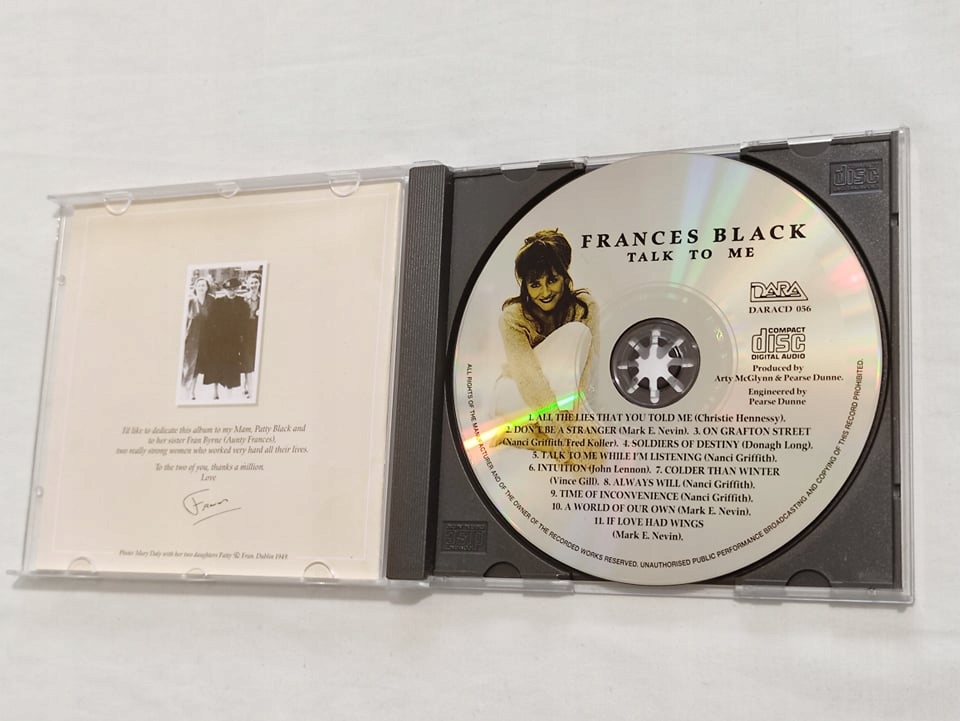 I'd like to dedicate this album to my Mam, Patty Black and
to her sister Fran Byrne (Aunty Frances),
two really strong women who worked very hard all their lives.
To the two of you, thanks a million.
Love
Frances
Photo: Mary Daly with her two daughters Patty & Fran. Dublin 1949.
disc
FRANCES BLACK
TALK TO ME
DARA
DARACD 056
COMPACT
disc
DIGITAL AUDIO
Produced by
Arty McGlynn & Pearse Dunne.
Engineered by
Pearse Dunne
1. ALL THE LIES THAT YOU TOLD ME (Christie Hennessy).
2. DON'T BE A STRANGER (Mark E. Nevin). 3. ON GRAFTON STREET
(Nanci Griffith/Fred Koller). 4. SOLDIERS OF DESTINY (Donagh Long).
5. TALK TO ME WHILE I'M LISTENING (Nanci Griffith).
6. INTUITION (John Lennon). 7. COLDER THAN WINTER
(Vince Gill). 8. ALWAYS WILL (Nanci Griffith).
9. TIME OF INCONVENIENCE (Nanci Griffith).
10. A WORLD OF OUR OWN (Mark E. Nevin).
11. IF LOVE HAD WINGS
(Mark E. Nevin).
ALL RIGHTS OF THE MANUFACTURER AND OF THE OWNER OF THE RECORDED WORKS RESERVED. UNAUTHORISED PUBLIC PERFORMANCE BROADCASTING AND COPYING OF THIS RECORD PROHIBITED.